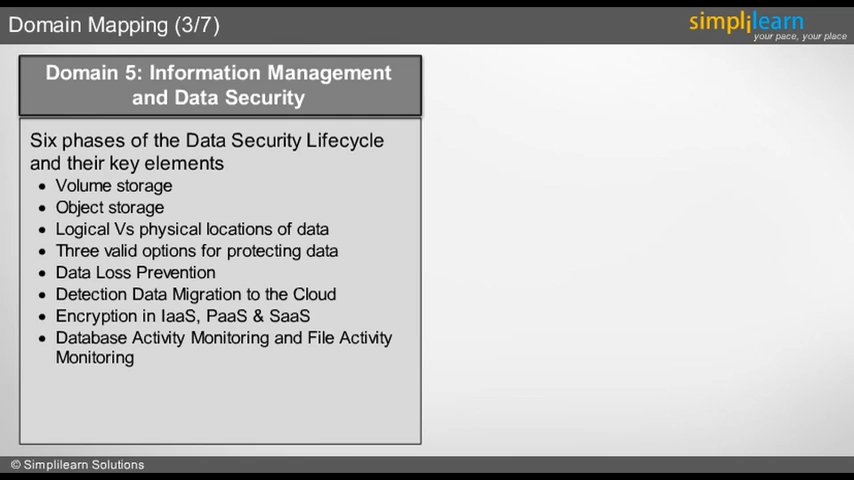 Domain Mapping (3/7)
simplilearn
your pace, your place
Domain 5: Information Management
and Data Security
Six phases of the Data Security Lifecycle
and their key elements
• Volume storage
• Object storage
• Logical Vs physical locations of data
• Three valid options for protecting data
• Data Loss Prevention
• Detection Data Migration to the Cloud
• Encryption in IaaS, PaaS & SaaS
• Database Activity Monitoring and File Activity
Monitoring
© Simplilearn Solutions